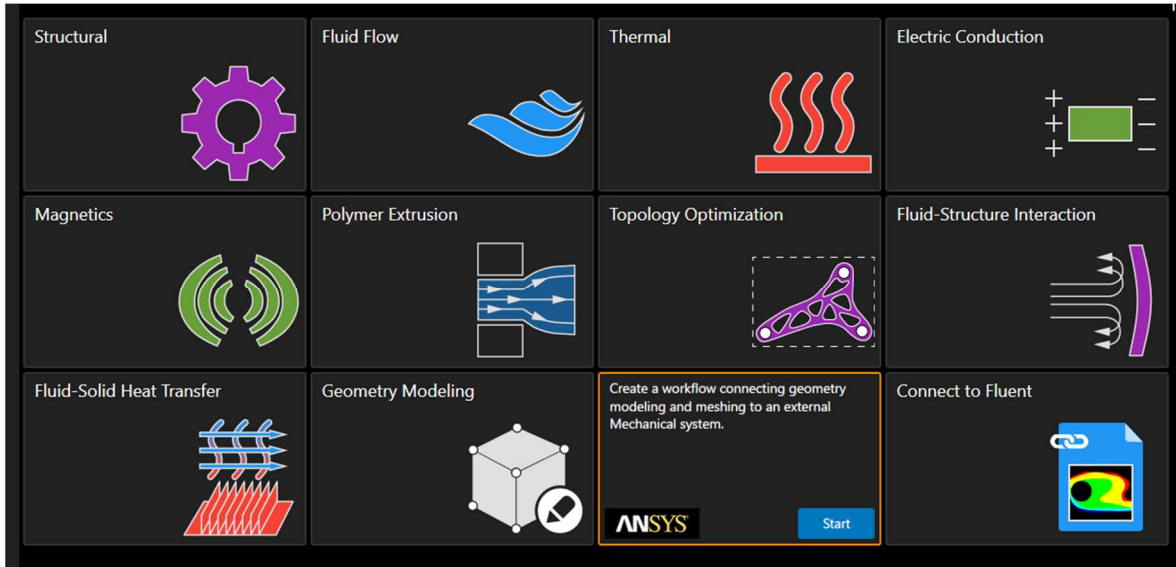 Structural
Fluid Flow
Thermal
Electric Conduction
+ −
+ −
+ −
Magnetics
Polymer Extrusion
Topology Optimization
Fluid-Structure Interaction
Fluid-Solid Heat Transfer
Geometry Modeling
Create a workflow connecting geometry
modeling and meshing to an external
Mechanical system.
ANSYS
Start
Connect to Fluent